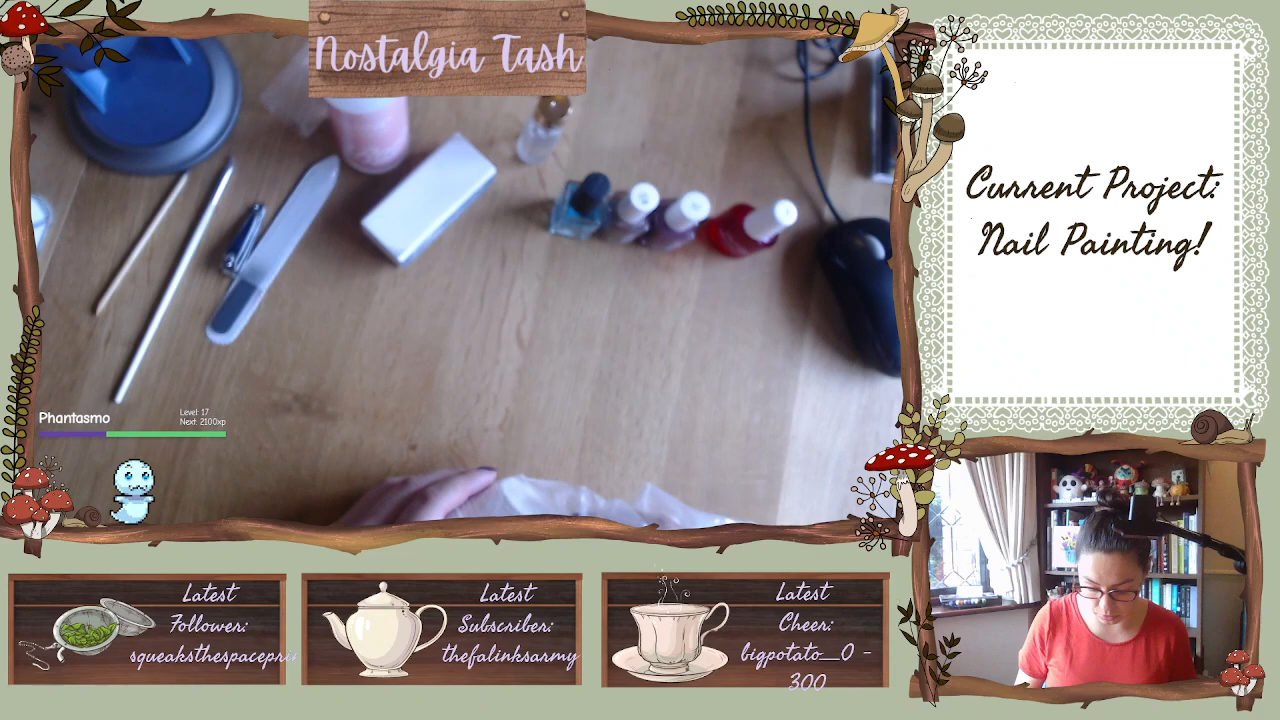 Nostalgia Tash
Current Project:
Nail Painting!
Phantasmo
Level: 17
Next: 2100xp
Latest
Follower:
squeaksthespacepri
Latest
Subscriber:
thefalinksarmy
Latest
Cheer:
bigpotato_0 -
300